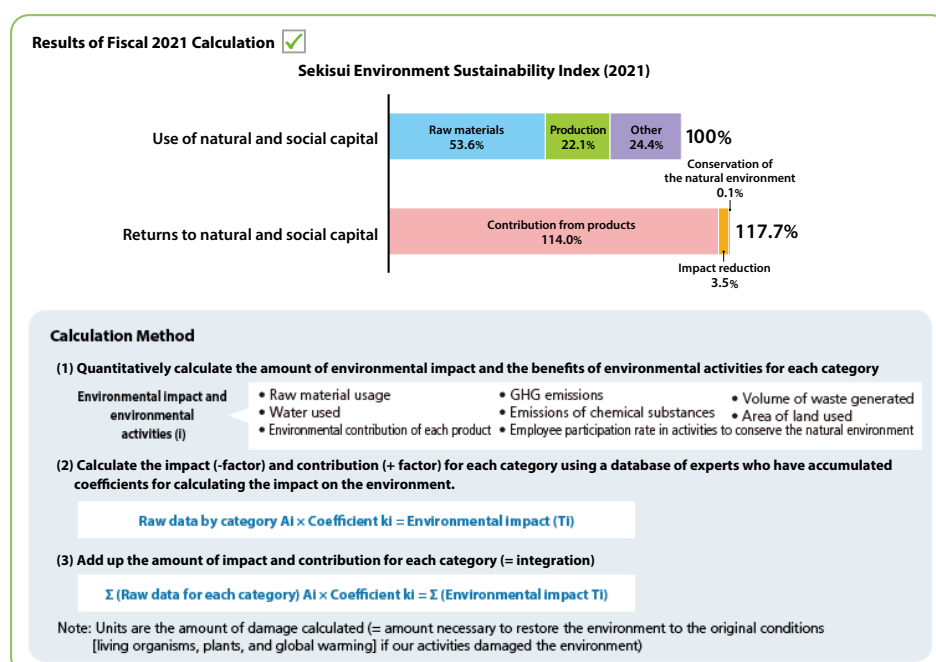 Results of Fiscal 2021 Calculation
Sekisui Environment Sustainability Index (2021)
Use of natural and social capital
Raw materials
53.6%
Production
22.1%
Other
24.4%
100%
Conservation of
the natural environment
0.1%
Returns to natural and social capital
Contribution from products
114.0%
117.7%
Impact reduction
3.5%
Calculation Method
(1) Quantitatively calculate the amount of environmental impact and the benefits of environmental activities for each category
Environmental impact and
environmental
activities (i)
• Raw material usage
• GHG emissions
• Volume of waste generated
• Water used
• Emissions of chemical substances
• Area of land used
• Environmental contribution of each product
• Employee participation rate in activities to conserve the natural environment
(2) Calculate the impact (-factor) and contribution (+ factor) for each category using a database of experts who have accumulated
coefficients for calculating the impact on the environment.
Raw data by category Ai × Coefficient ki = Environmental impact (Ti)
(3) Add up the amount of impact and contribution for each category (= integration)
Σ (Raw data for each category) Ai × Coefficient ki = Σ (Environmental impact Ti)
Note: Units are the amount of damage calculated (= amount necessary to restore the environment to the original conditions
[living organisms, plants, and global warming] if our activities damaged the environment)